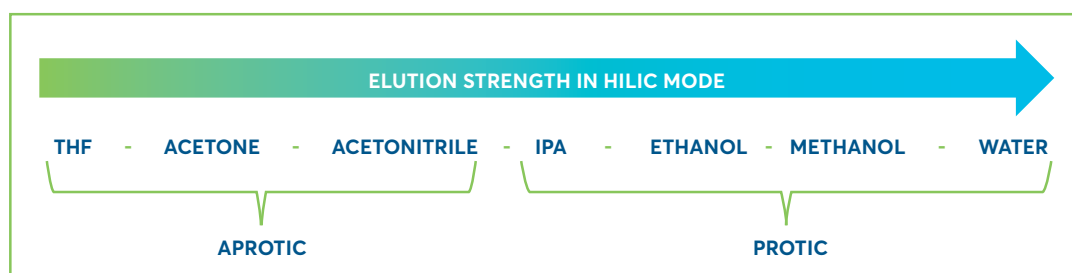 ELUTION STRENGTH IN HILIC MODE
THF - ACETONE - ACETONITRILE - IPA - ETHANOL - METHANOL - WATER
APROTIC PROTIC